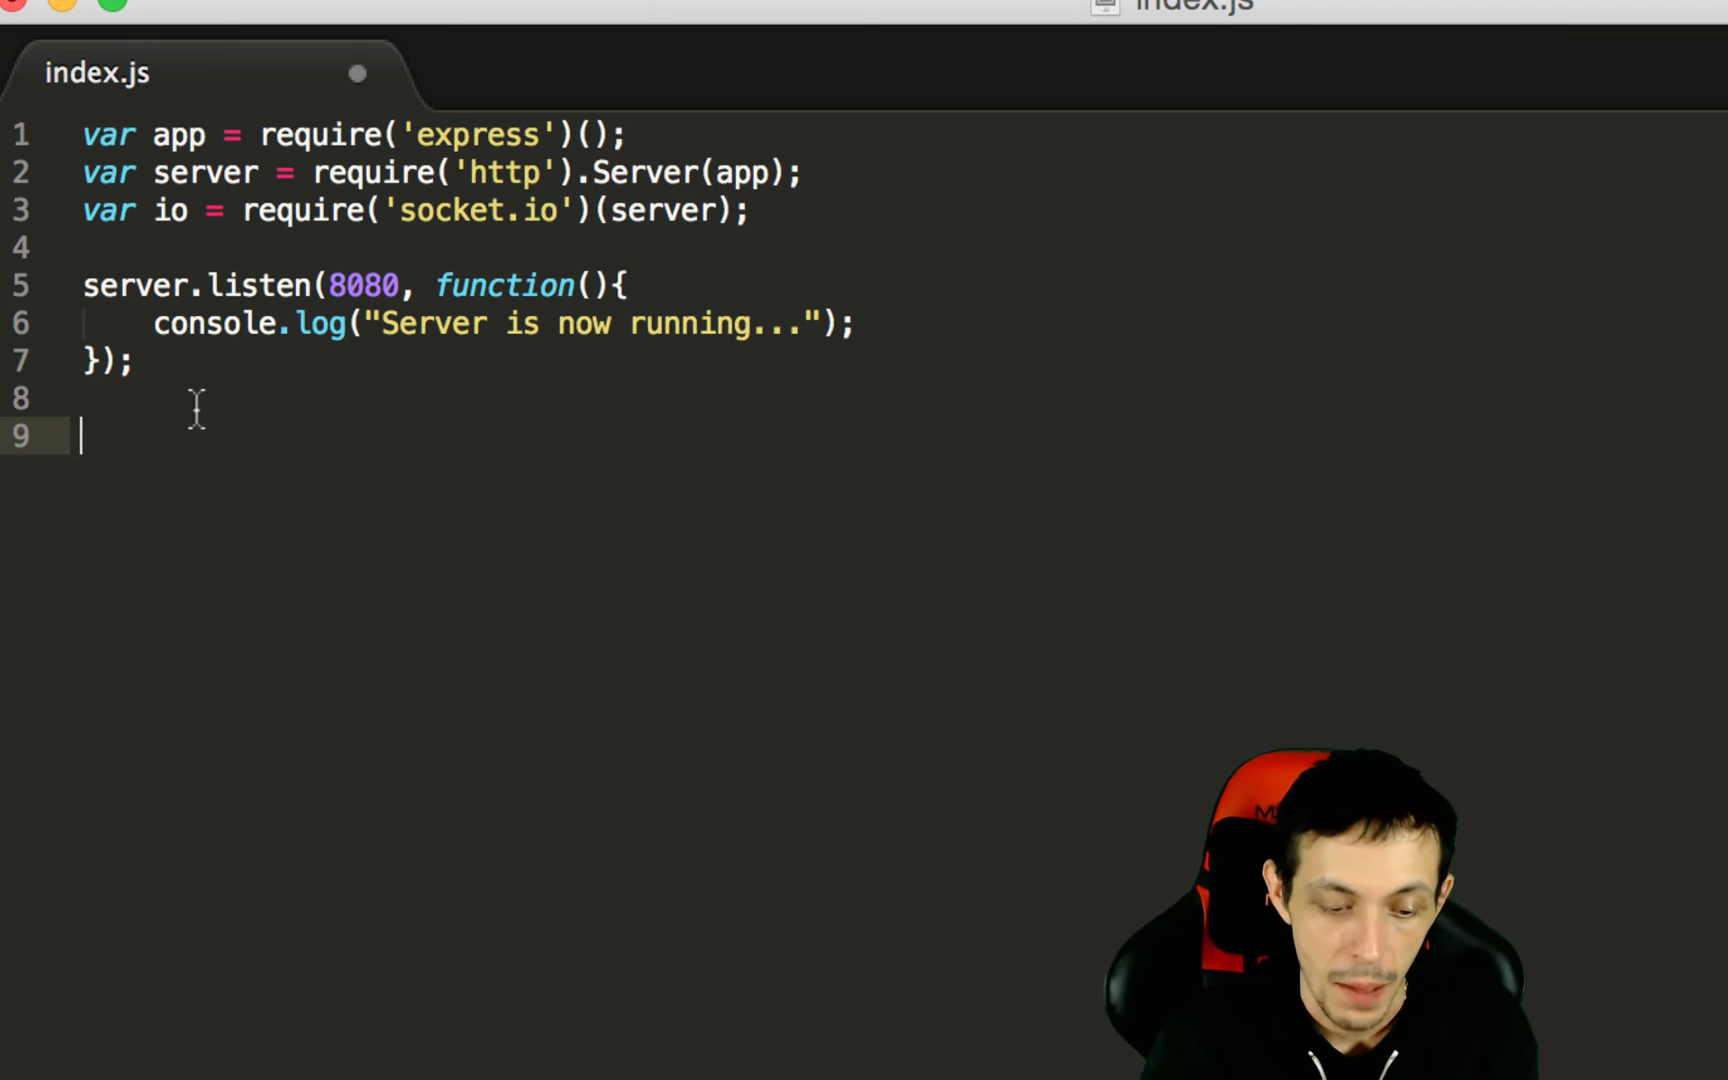 index.js
index.js
1 var app = require('express')();
2 var server = require('http').Server(app);
3 var io = require('socket.io')(server);
4
5 server.listen(8080, function(){
6     console.log("Server is now running...");
7 });
8
9